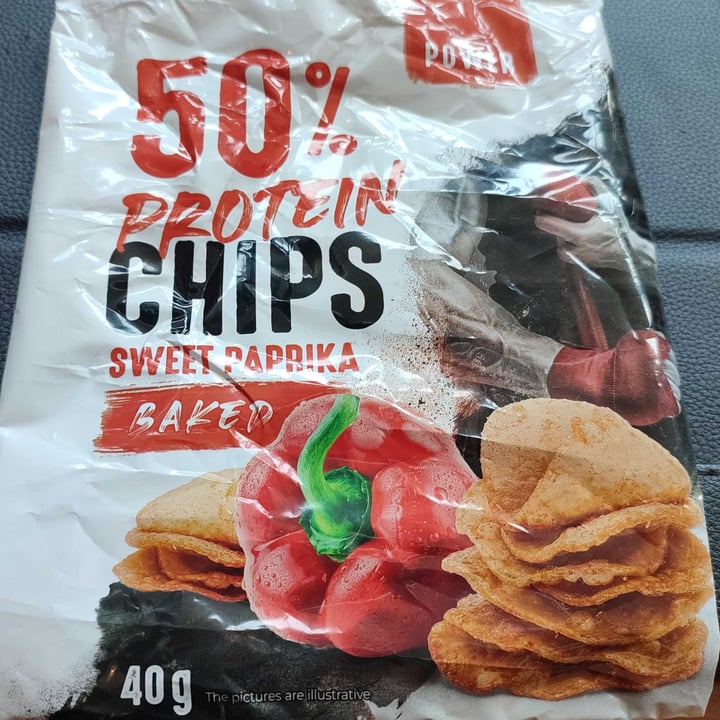 POWER
50%
PROTEIN
CHIPS
SWEET PAPRIKA
BAKED
40g
The pictures are illustrative